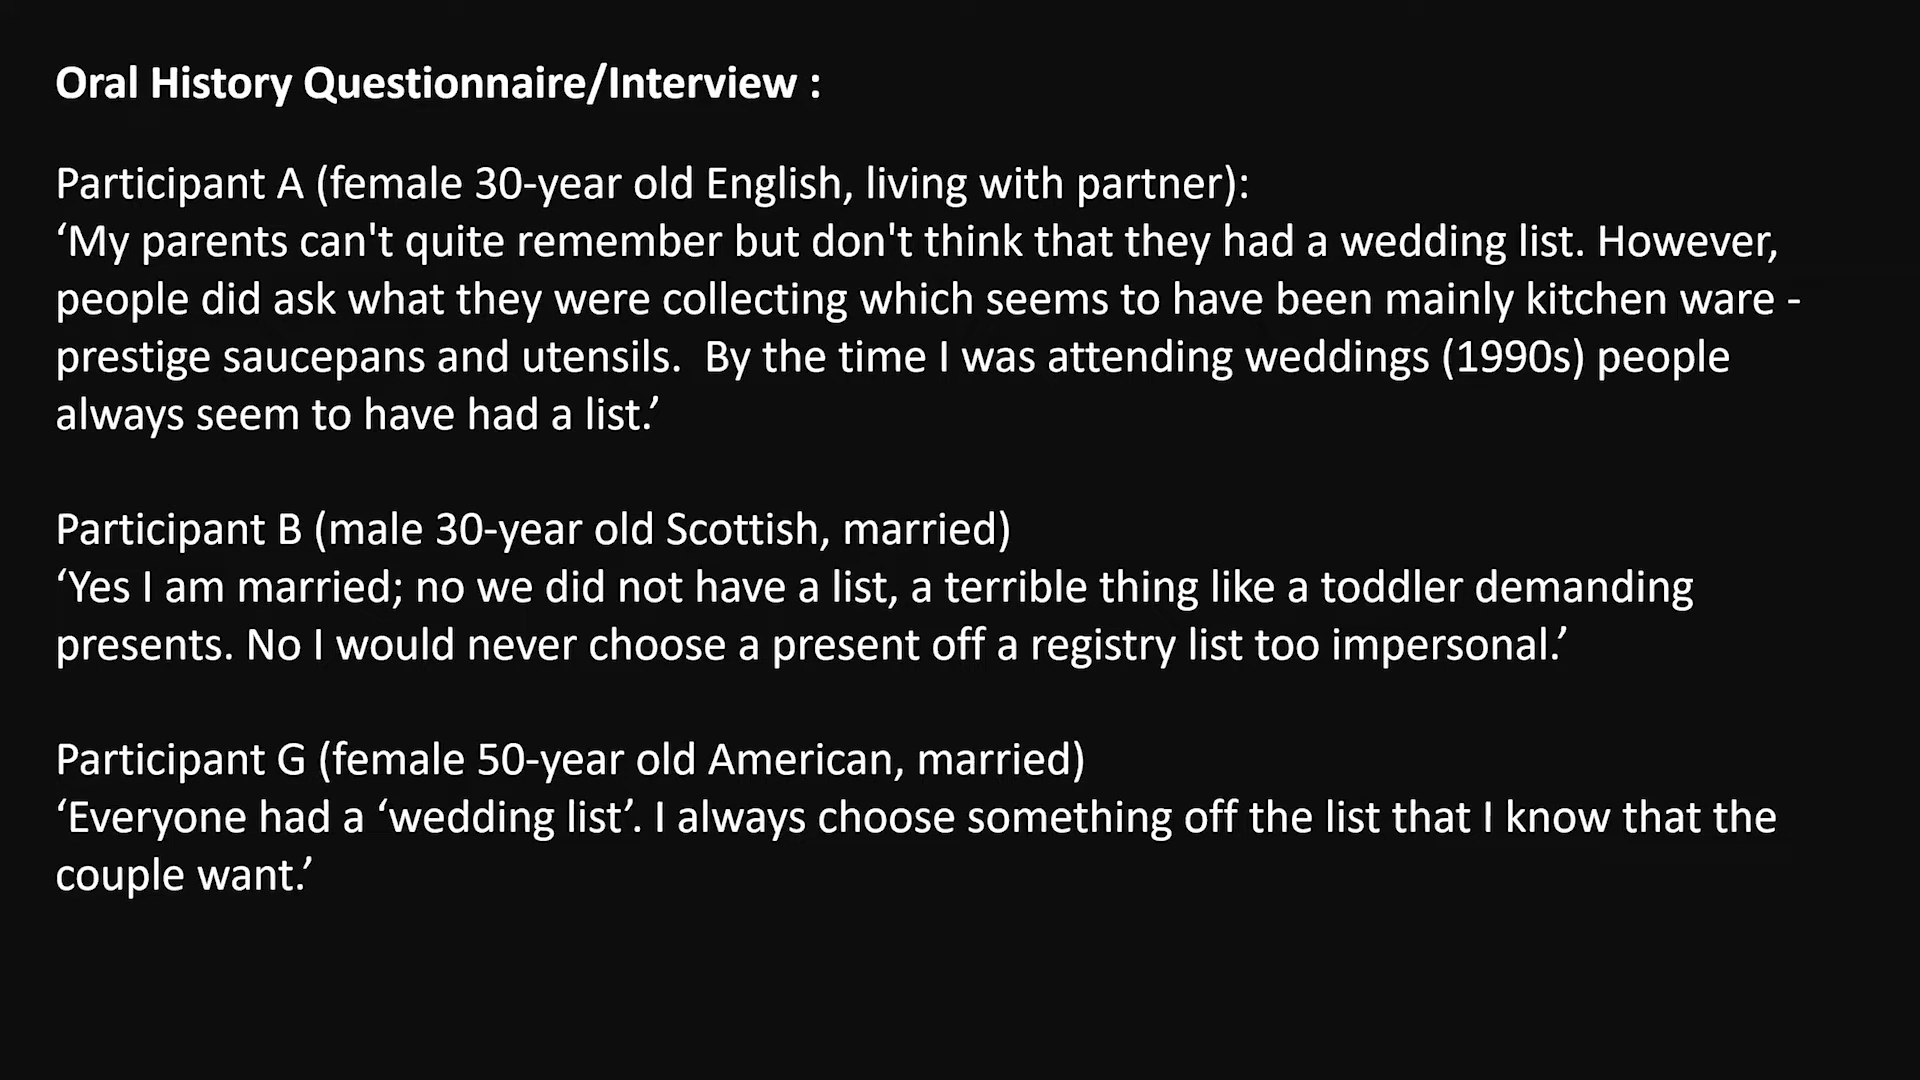 Oral History Questionnaire/Interview :
Participant A (female 30-year old English, living with partner):
‘My parents can't quite remember but don't think that they had a wedding list. However,
people did ask what they were collecting which seems to have been mainly kitchen ware -
prestige saucepans and utensils.  By the time I was attending weddings (1990s) people
always seem to have had a list.’
Participant B (male 30-year old Scottish, married)
‘Yes I am married; no we did not have a list, a terrible thing like a toddler demanding
presents. No I would never choose a present off a registry list too impersonal.’
Participant G (female 50-year old American, married)
‘Everyone had a ‘wedding list’. I always choose something off the list that I know that the
couple want.’